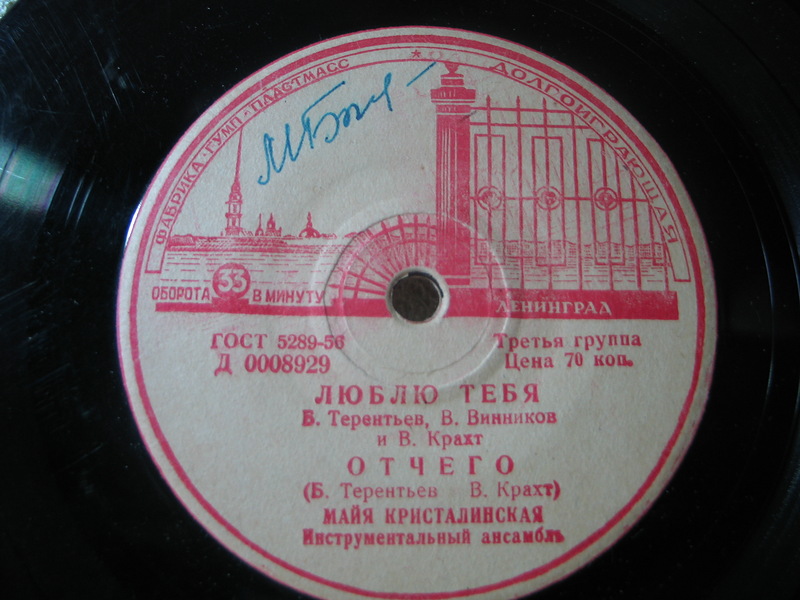 ФАБРИКА · ГУМП · ПЛАСТМАСС
ДОЛГОИГРАЮЩАЯ
33
ОБОРОТА В МИНУТУ
ЛЕНИНГРАД
ГОСТ 5289-56
Третья группа
Д 0008929
Цена 70 коп.
ЛЮБЛЮ ТЕБЯ
Б. Терентьев, В. Винников
и В. Крахт
ОТЧЕГО
(Б. Терентьев В. Крахт)
МАЙЯ КРИСТАЛИНСКАЯ
Инструментальный ансамбль